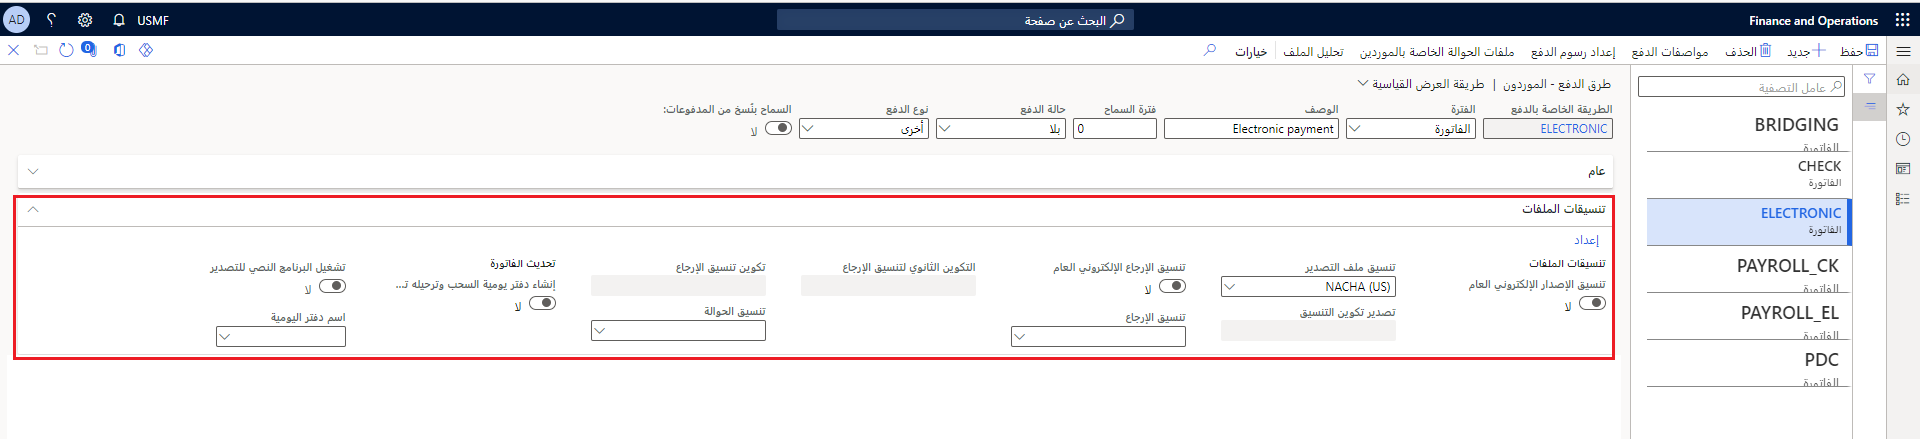 Finance and Operations
البحث عن صفحة
USMF
AD
حفظ
جديد
الحذف
مواصفات الدفع
إعداد رسوم الدفع
ملفات الحوالة الخاصة بالموردين
تحليل الملف
خيارات
0
عامل التصفية
BRIDGING
الفاتورة
CHECK
الفاتورة
ELECTRONIC
الفاتورة
PAYROLL_CK
الفاتورة
PAYROLL_EL
الفاتورة
PDC
الفاتورة
طرق الدفع - الموردون | طريقة العرض القياسية
الطريقة الخاصة بالدفع
ELECTRONIC
الفترة
الفاتورة
الوصف
Electronic payment
فترة السماح
0
حالة الدفع
بلا
نوع الدفع
أخرى
السماح بنُسخ من المدفوعات:
لا
عام
تنسيقات الملفات
إعداد
تنسيقات الملفات
تنسيق الإصدار الإلكتروني العام
لا
تنسيق ملف التصدير
NACHA (US)
تصدير تكوين التنسيق
تنسيق الإرجاع الإلكتروني العام
لا
تنسيق الإرجاع
التكوين الثانوي لتنسيق الإرجاع
تكوين تنسيق الإرجاع
تنسيق الحوالة
تحديث الفاتورة
إنشاء دفتر يومية السحب وترحيله ت...
لا
تشغيل البرنامج النصي للتصدير
لا
اسم دفتر اليومية